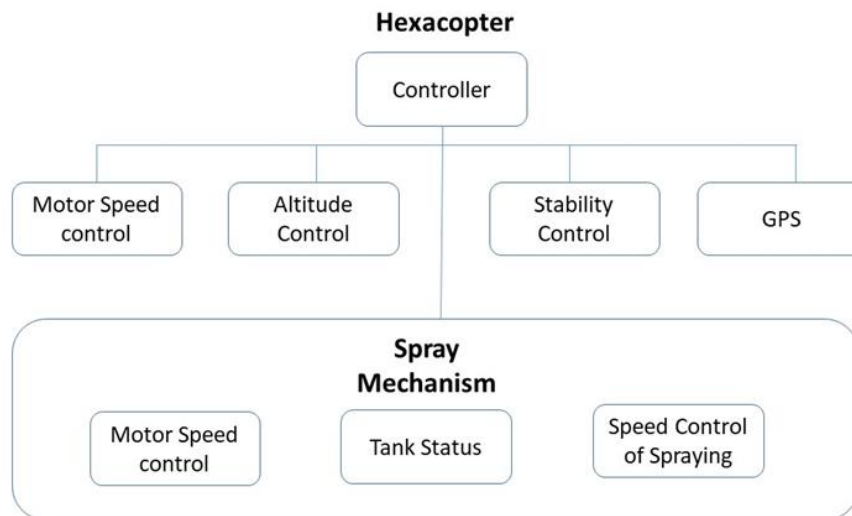 Hexacopter
Controller
Motor Speed
control
Altitude
Control
Stability
Control
GPS
Spray
Mechanism
Motor Speed
control
Tank Status
Speed Control
of Spraying